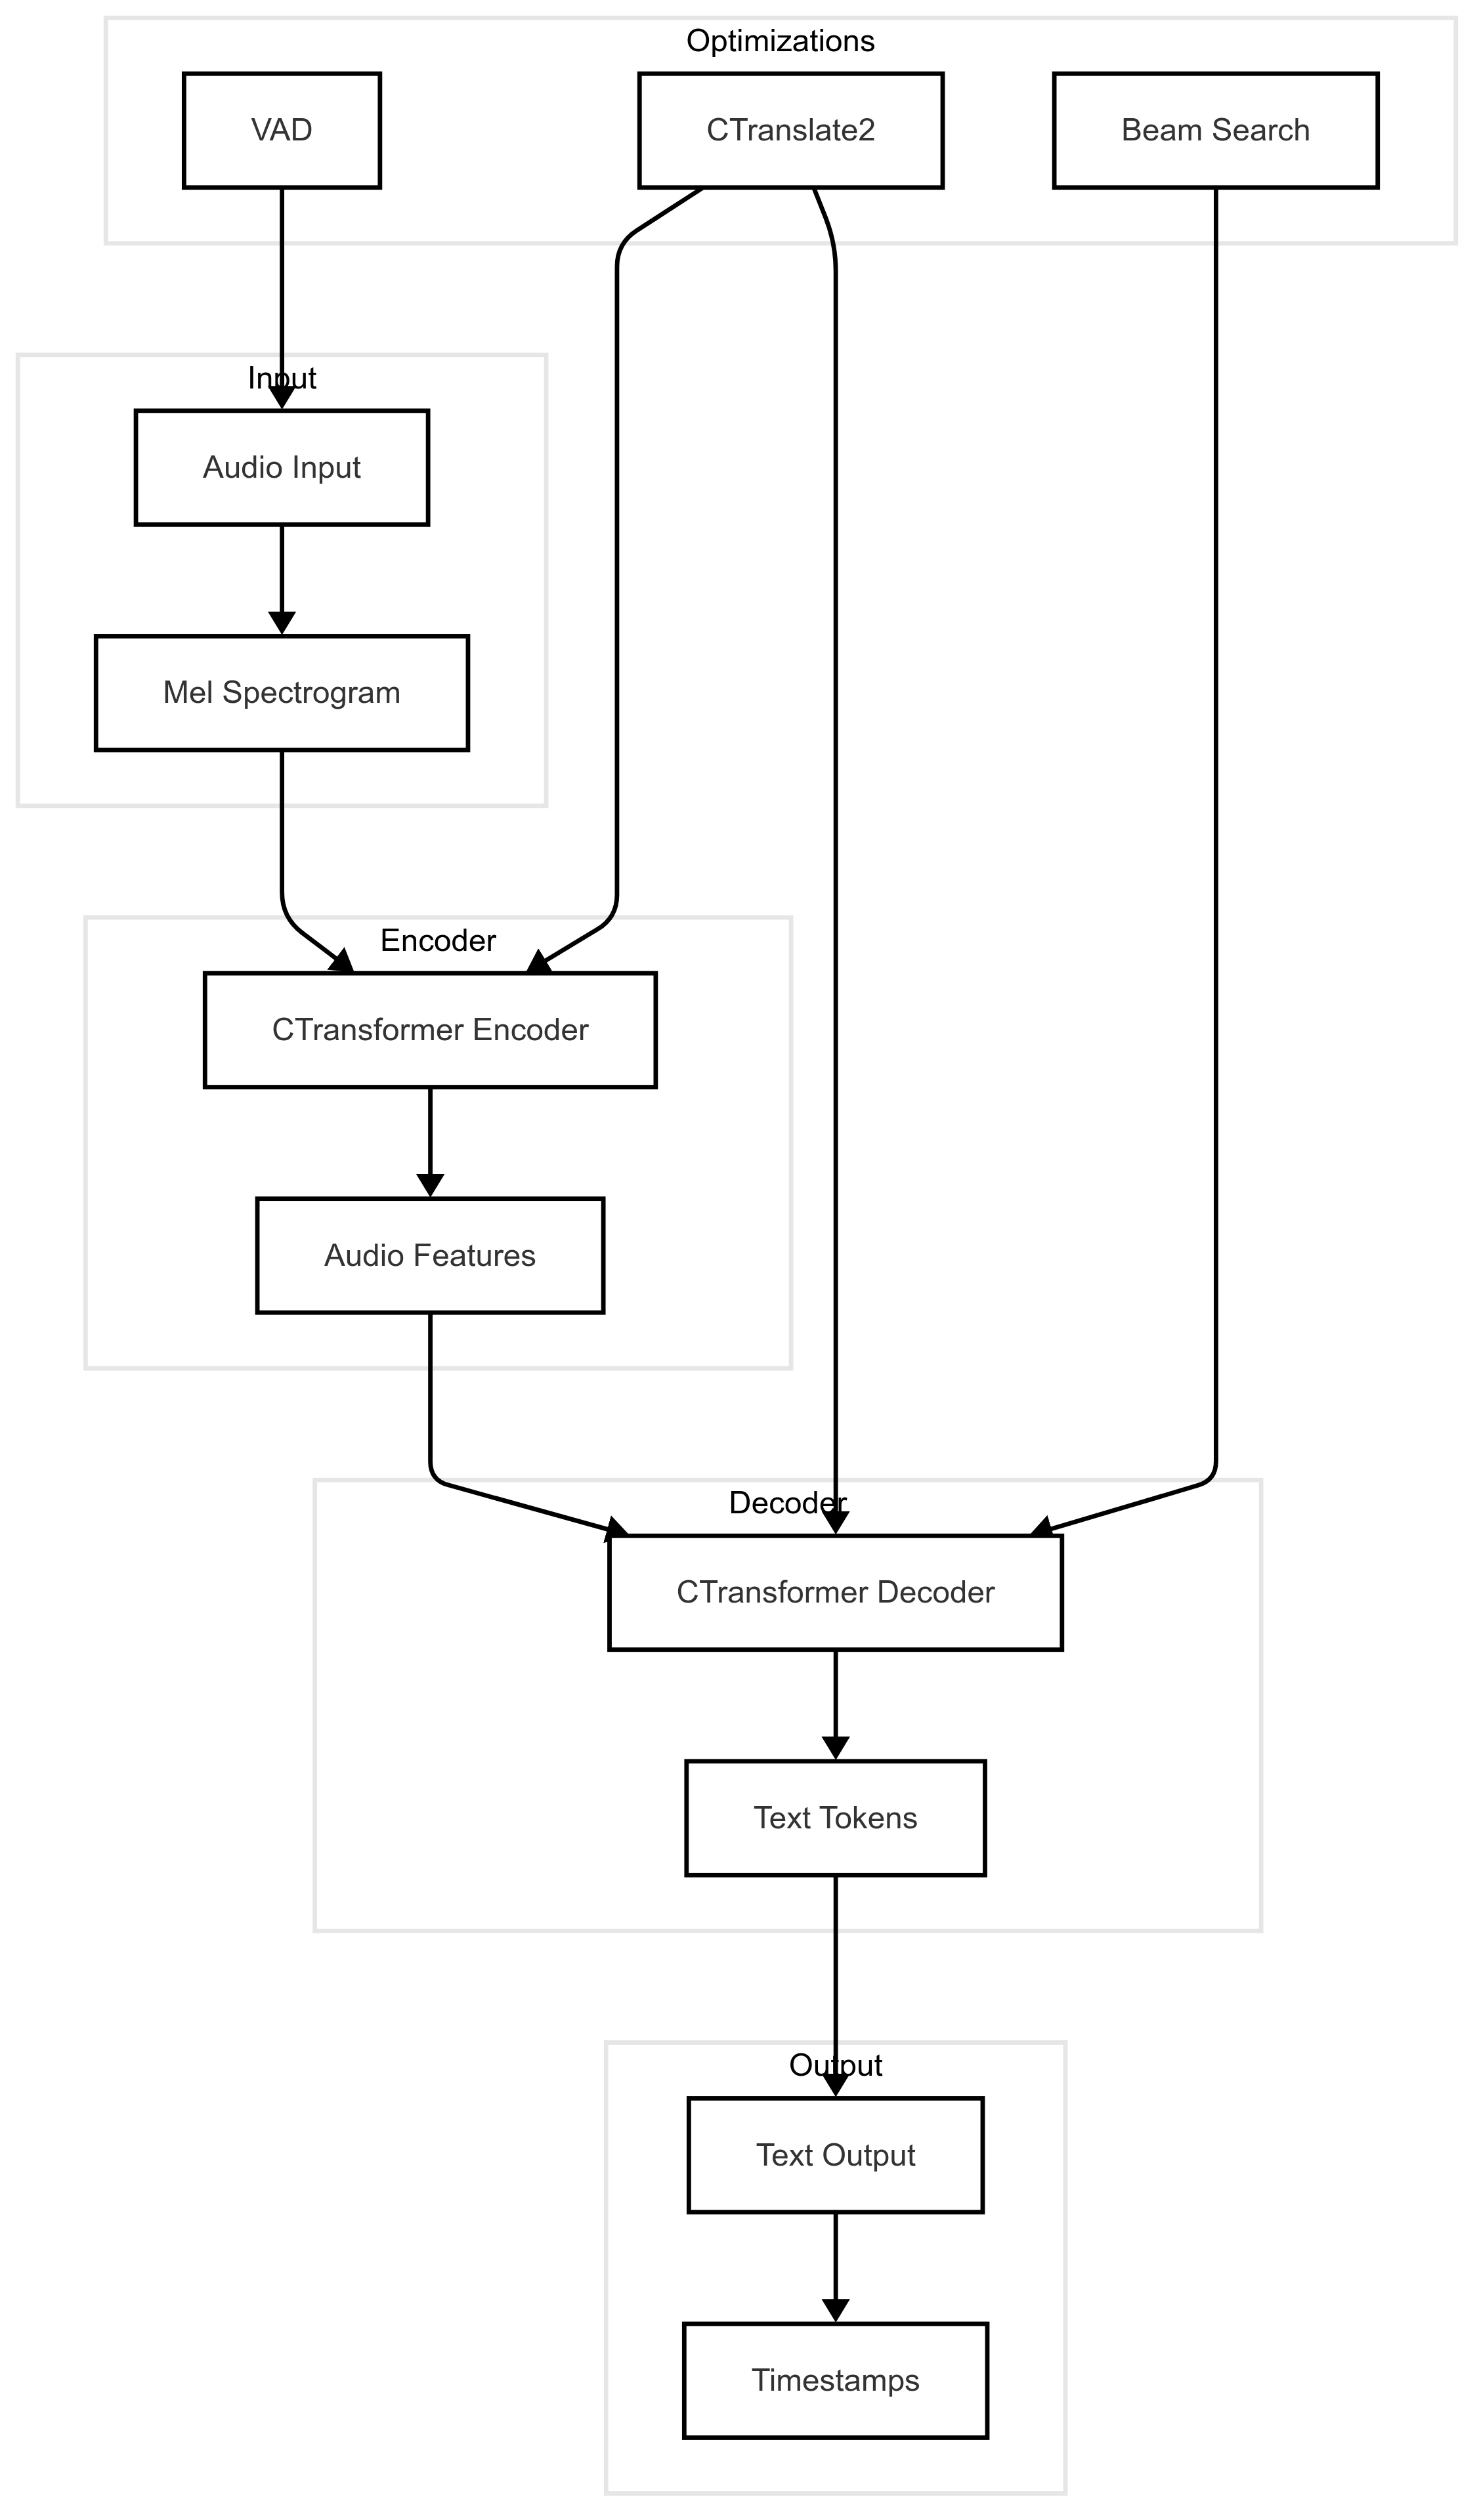 Optimizations
VAD
CTranslate2
Beam Search
Input
Audio Input
Mel Spectrogram
Encoder
CTransformer Encoder
Audio Features
Decoder
CTransformer Decoder
Text Tokens
Output
Text Output
Timestamps